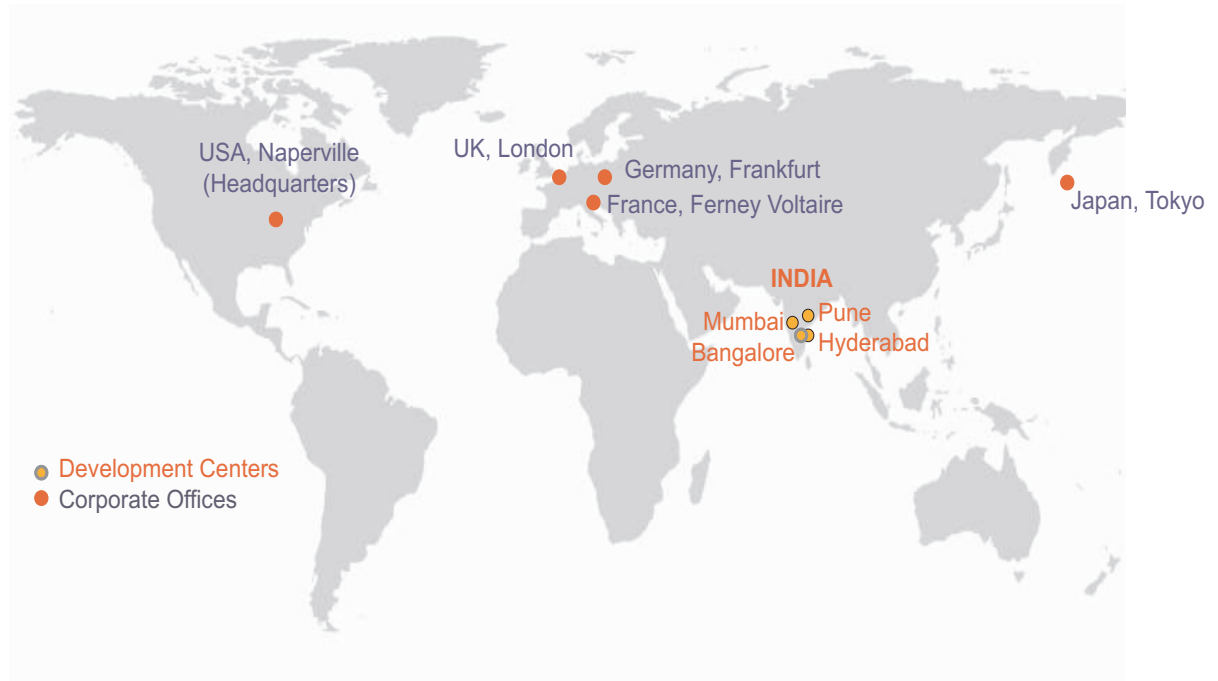 USA, Naperville
(Headquarters)
UK, London
Germany, Frankfurt
France, Ferney Voltaire
Japan, Tokyo
INDIA
Mumbai
Pune
Bangalore
Hyderabad
Development Centers
Corporate Offices